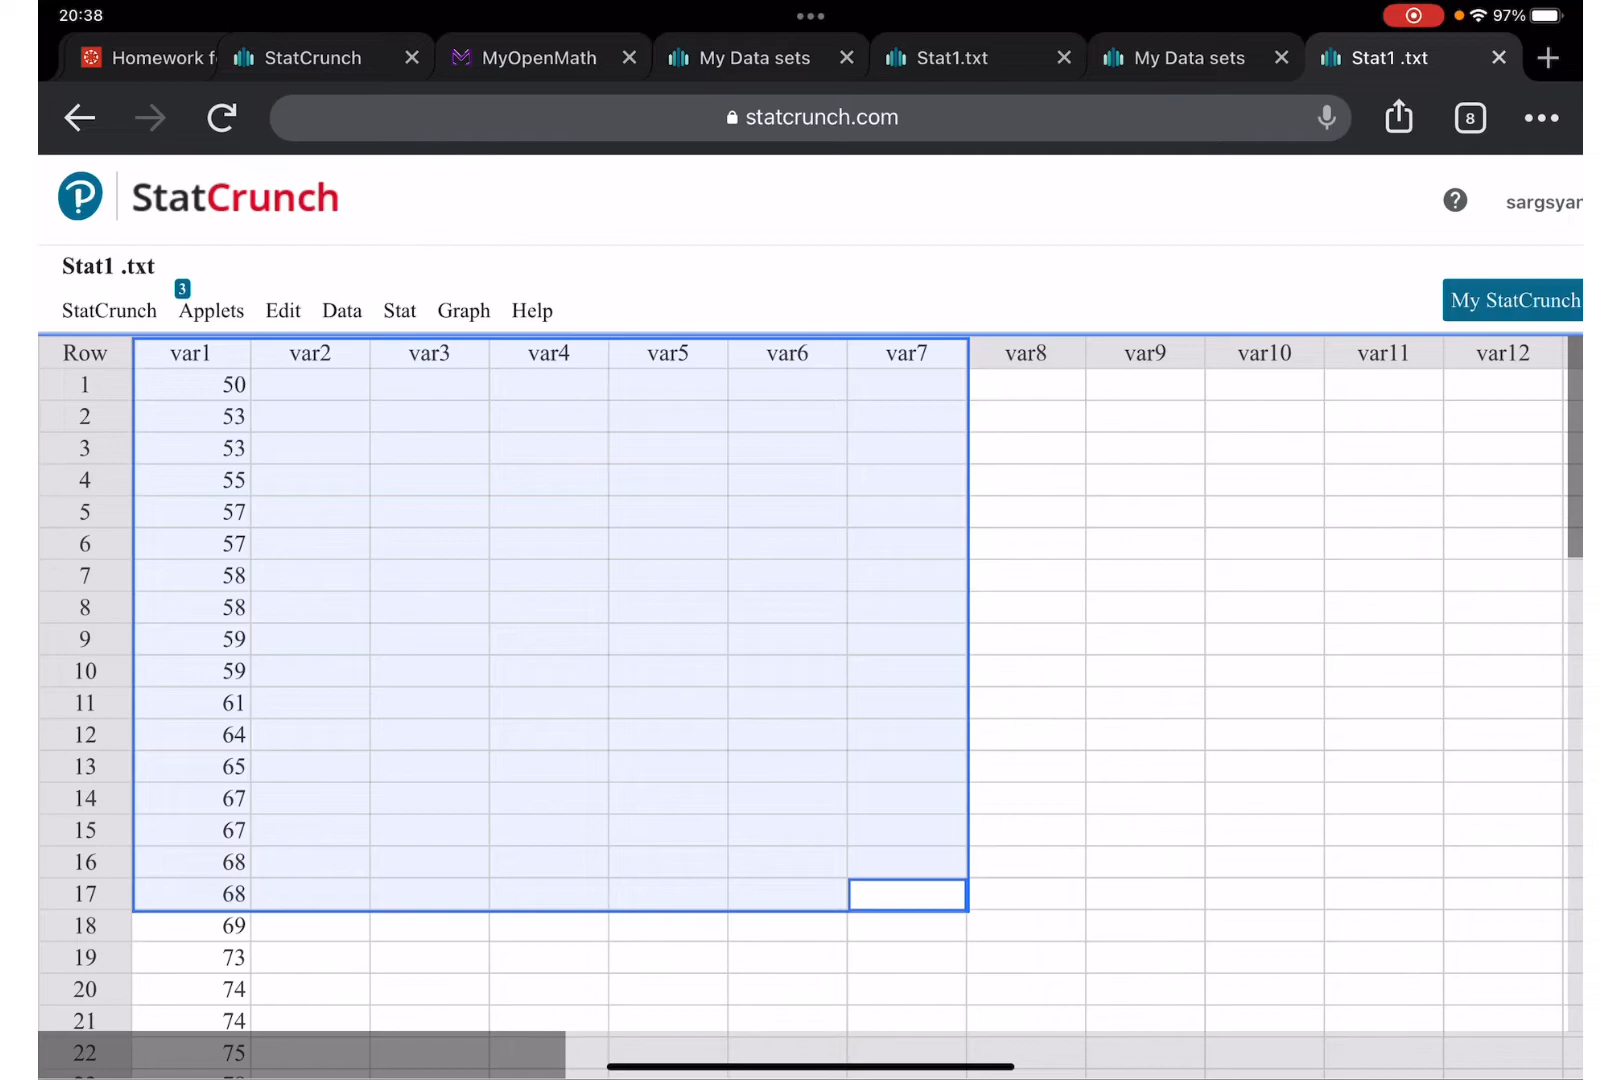 20:38
97%
Homework f
StatCrunch
MyOpenMath
My Data sets
Stat1.txt
My Data sets
Stat1 .txt
statcrunch.com
8
StatCrunch
sargsyan
Stat1 .txt
3
StatCrunch Applets Edit Data Stat Graph Help
My StatCrunch
Row var1 var2 var3 var4 var5 var6 var7 var8 var9 var10 var11 var12
1 50
2 53
3 53
4 55
5 57
6 57
7 58
8 58
9 59
10 59
11 61
12 64
13 65
14 67
15 67
16 68
17 68
18 69
19 73
20 74
21 74
22 75